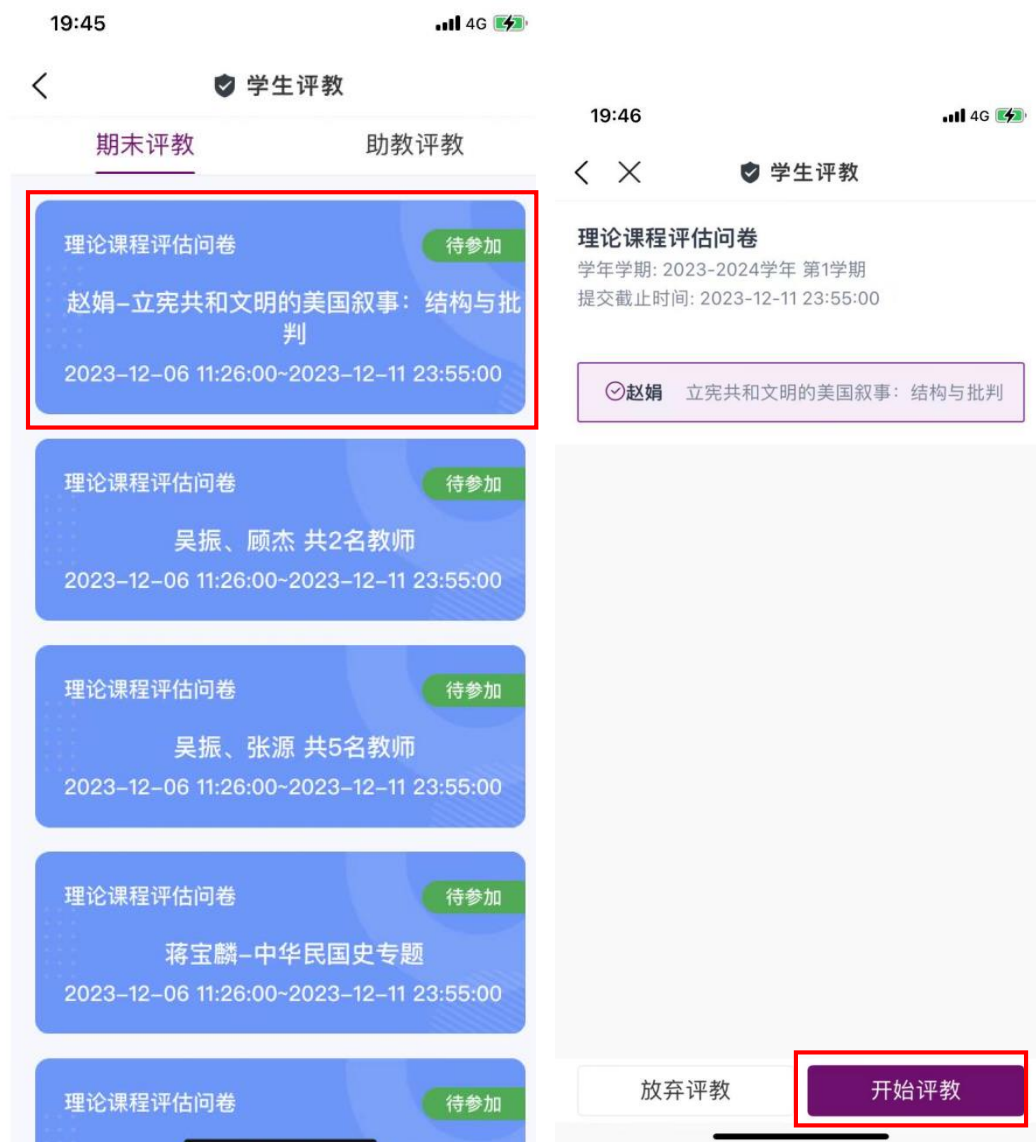 19:45
4G
学生评教
期末评教
助教评教
理论课程评估问卷
待参加
赵娟–立宪共和文明的美国叙事：结构与批
判
2023–12–06 11:26:00~2023–12–11 23:55:00
理论课程评估问卷
待参加
吴振、顾杰 共2名教师
2023–12–06 11:26:00~2023–12–11 23:55:00
理论课程评估问卷
待参加
吴振、张源 共5名教师
2023–12–06 11:26:00~2023–12–11 23:55:00
理论课程评估问卷
待参加
蒋宝麟–中华民国史专题
2023–12–06 11:26:00~2023–12–11 23:55:00
理论课程评估问卷
待参加
19:46
4G
学生评教
理论课程评估问卷
学年学期: 2023-2024学年 第1学期
提交截止时间: 2023-12-11 23:55:00
赵娟 立宪共和文明的美国叙事：结构与批判
放弃评教
开始评教